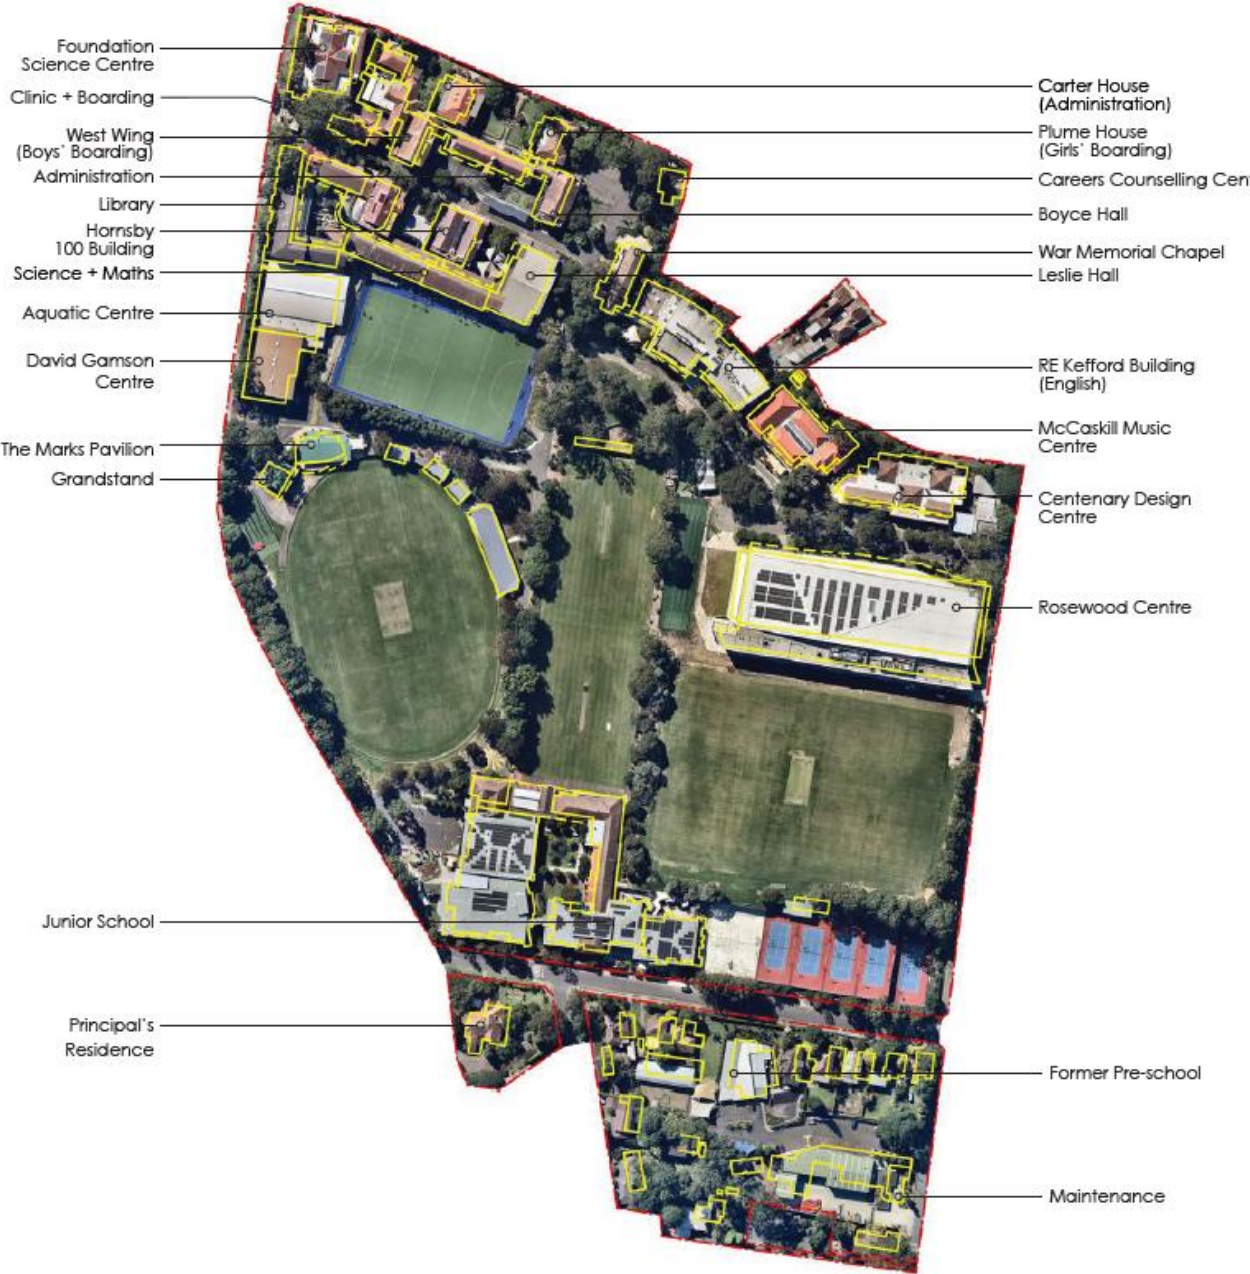 Foundation
Science Centre
Clinic + Boarding
West Wing
(Boys' Boarding)
Administration
Library
Hornsby
100 Building
Science + Maths
Aquatic Centre
David Gamson
Centre
The Marks Pavilion
Grandstand
Junior School
Principal's
Residence
Carter House
(Administration)
Plume House
(Girls' Boarding)
Careers Counselling Cen
Boyce Hall
War Memorial Chapel
Leslie Hall
RE Kefford Building
(English)
McCaskill Music
Centre
Centenary Design
Centre
Rosewood Centre
Former Pre-school
Maintenance